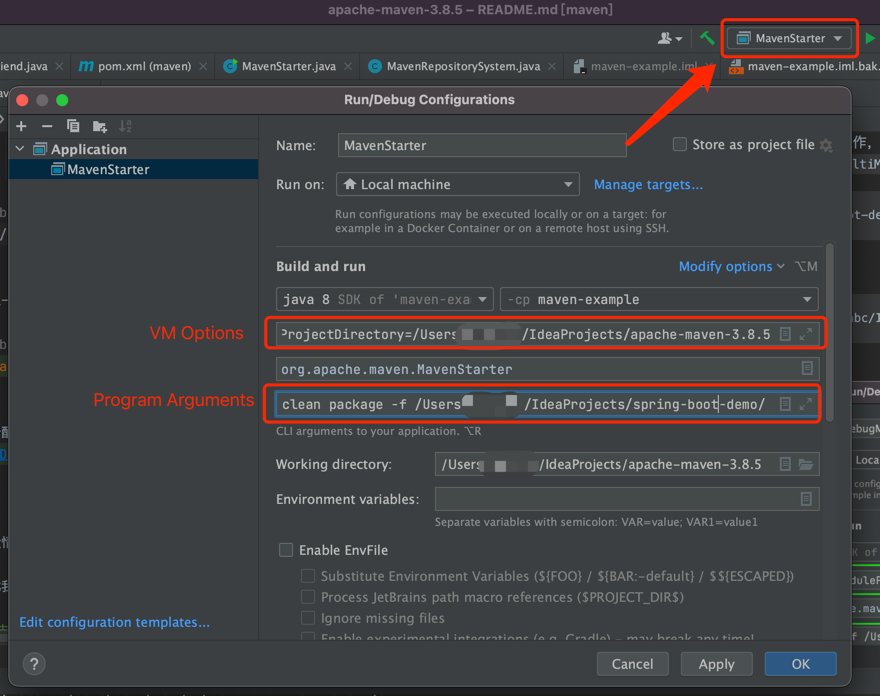 apache-maven-3.8.5 – README.md [maven]
MavenStarter
iend.java
pom.xml (maven)
MavenStarter.java
MavenRepositorySystem.java
maven-example.iml
maven-example.iml.bak.
Run/Debug Configurations
Application
MavenStarter
Name:
MavenStarter
Store as project file
Run on:
Local machine
Manage targets...
Run configurations may be executed locally or on a target: for
example in a Docker Container or on a remote host using SSH.
Build and run
Modify options
⌥M
java 8 SDK of 'maven-exa
-cp maven-example
VM Options
ProjectDirectory=/Users /IdeaProjects/apache-maven-3.8.5
org.apache.maven.MavenStarter
Program Arguments
clean package -f /Users /IdeaProjects/spring-boot-demo/
CLI arguments to your application. ⌥R
Working directory:
/Users /IdeaProjects/apache-maven-3.8.5
Environment variables:
Separate variables with semicolon: VAR=value; VAR1=value1
Enable EnvFile
Substitute Environment Variables (${FOO} / ${BAR:-default} / $${ESCAPED})
Process JetBrains path macro references ($PROJECT_DIR$)
Ignore missing files
Enable experimental integrations (e.g. Gradle) – may break any time!
Edit configuration templates...
?
Cancel
Apply
OK